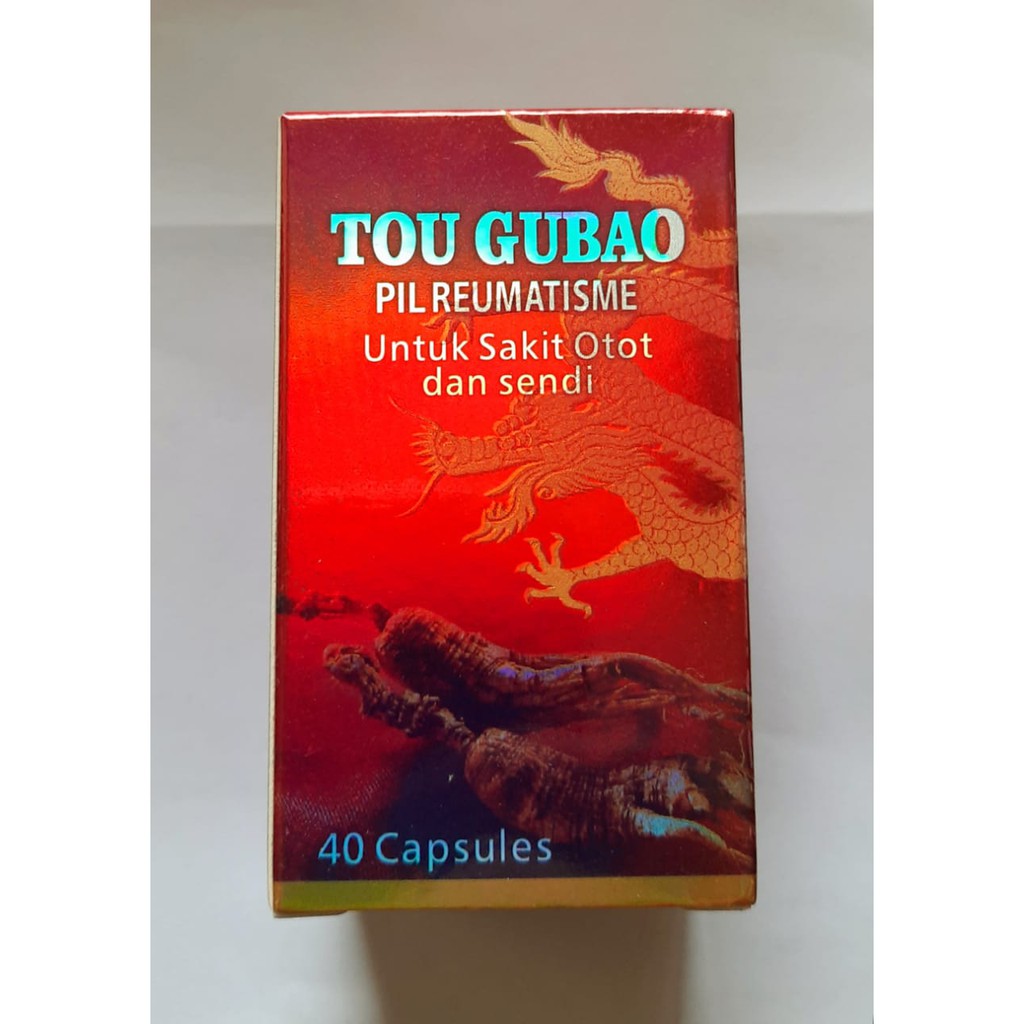 TOU GUBAO
PIL REUMATISME
Untuk Sakit Otot
dan sendi
40 Capsules